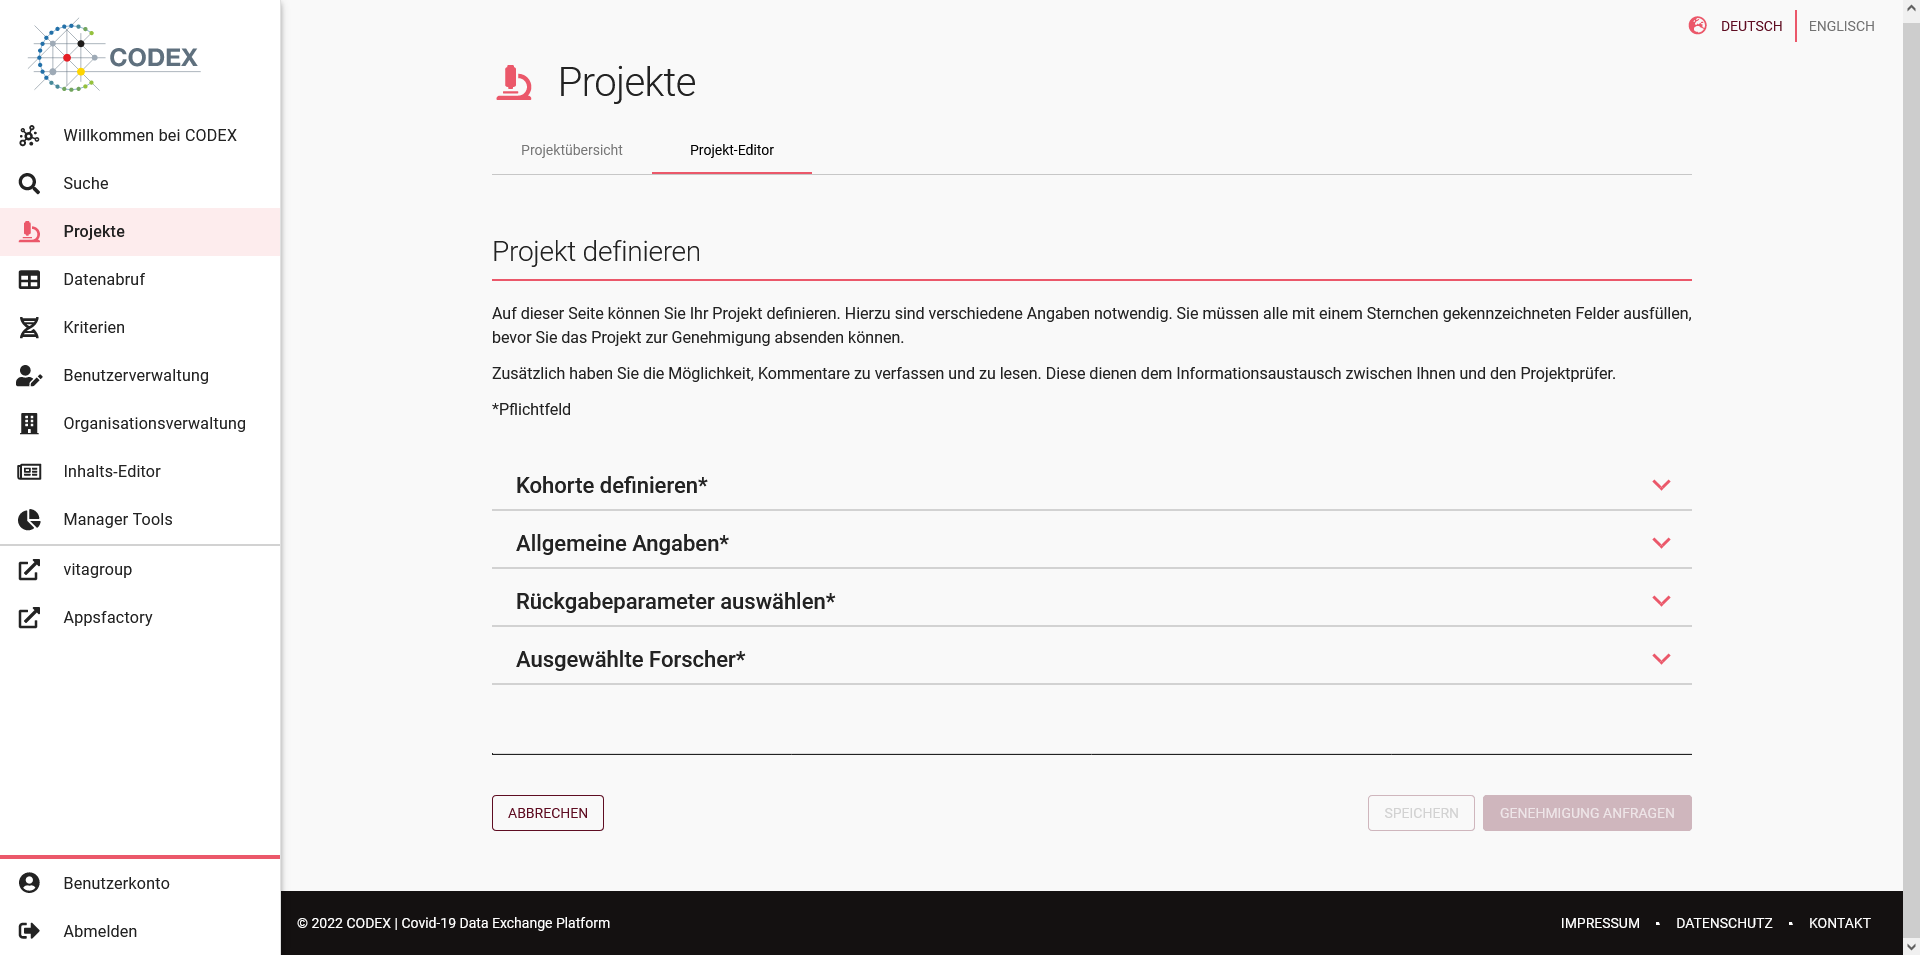 CODEX
Willkommen bei CODEX
Suche
Projekte
Datenabruf
Kriterien
Benutzerverwaltung
Organisationsverwaltung
Inhalts-Editor
Manager Tools
vitagroup
Appsfactory
Benutzerkonto
Abmelden
DEUTSCH
ENGLISCH
Projekte
Projektübersicht
Projekt-Editor
Projekt definieren
Auf dieser Seite können Sie Ihr Projekt definieren. Hierzu sind verschiedene Angaben notwendig. Sie müssen alle mit einem Sternchen gekennzeichneten Felder ausfüllen,
bevor Sie das Projekt zur Genehmigung absenden können.
Zusätzlich haben Sie die Möglichkeit, Kommentare zu verfassen und zu lesen. Diese dienen dem Informationsaustausch zwischen Ihnen und den Projektprüfer.
*Pflichtfeld
Kohorte definieren*
Allgemeine Angaben*
Rückgabeparameter auswählen*
Ausgewählte Forscher*
ABBRECHEN
SPEICHERN
GENEHMIGUNG ANFRAGEN
© 2022 CODEX | Covid-19 Data Exchange Platform
IMPRESSUM • DATENSCHUTZ • KONTAKT